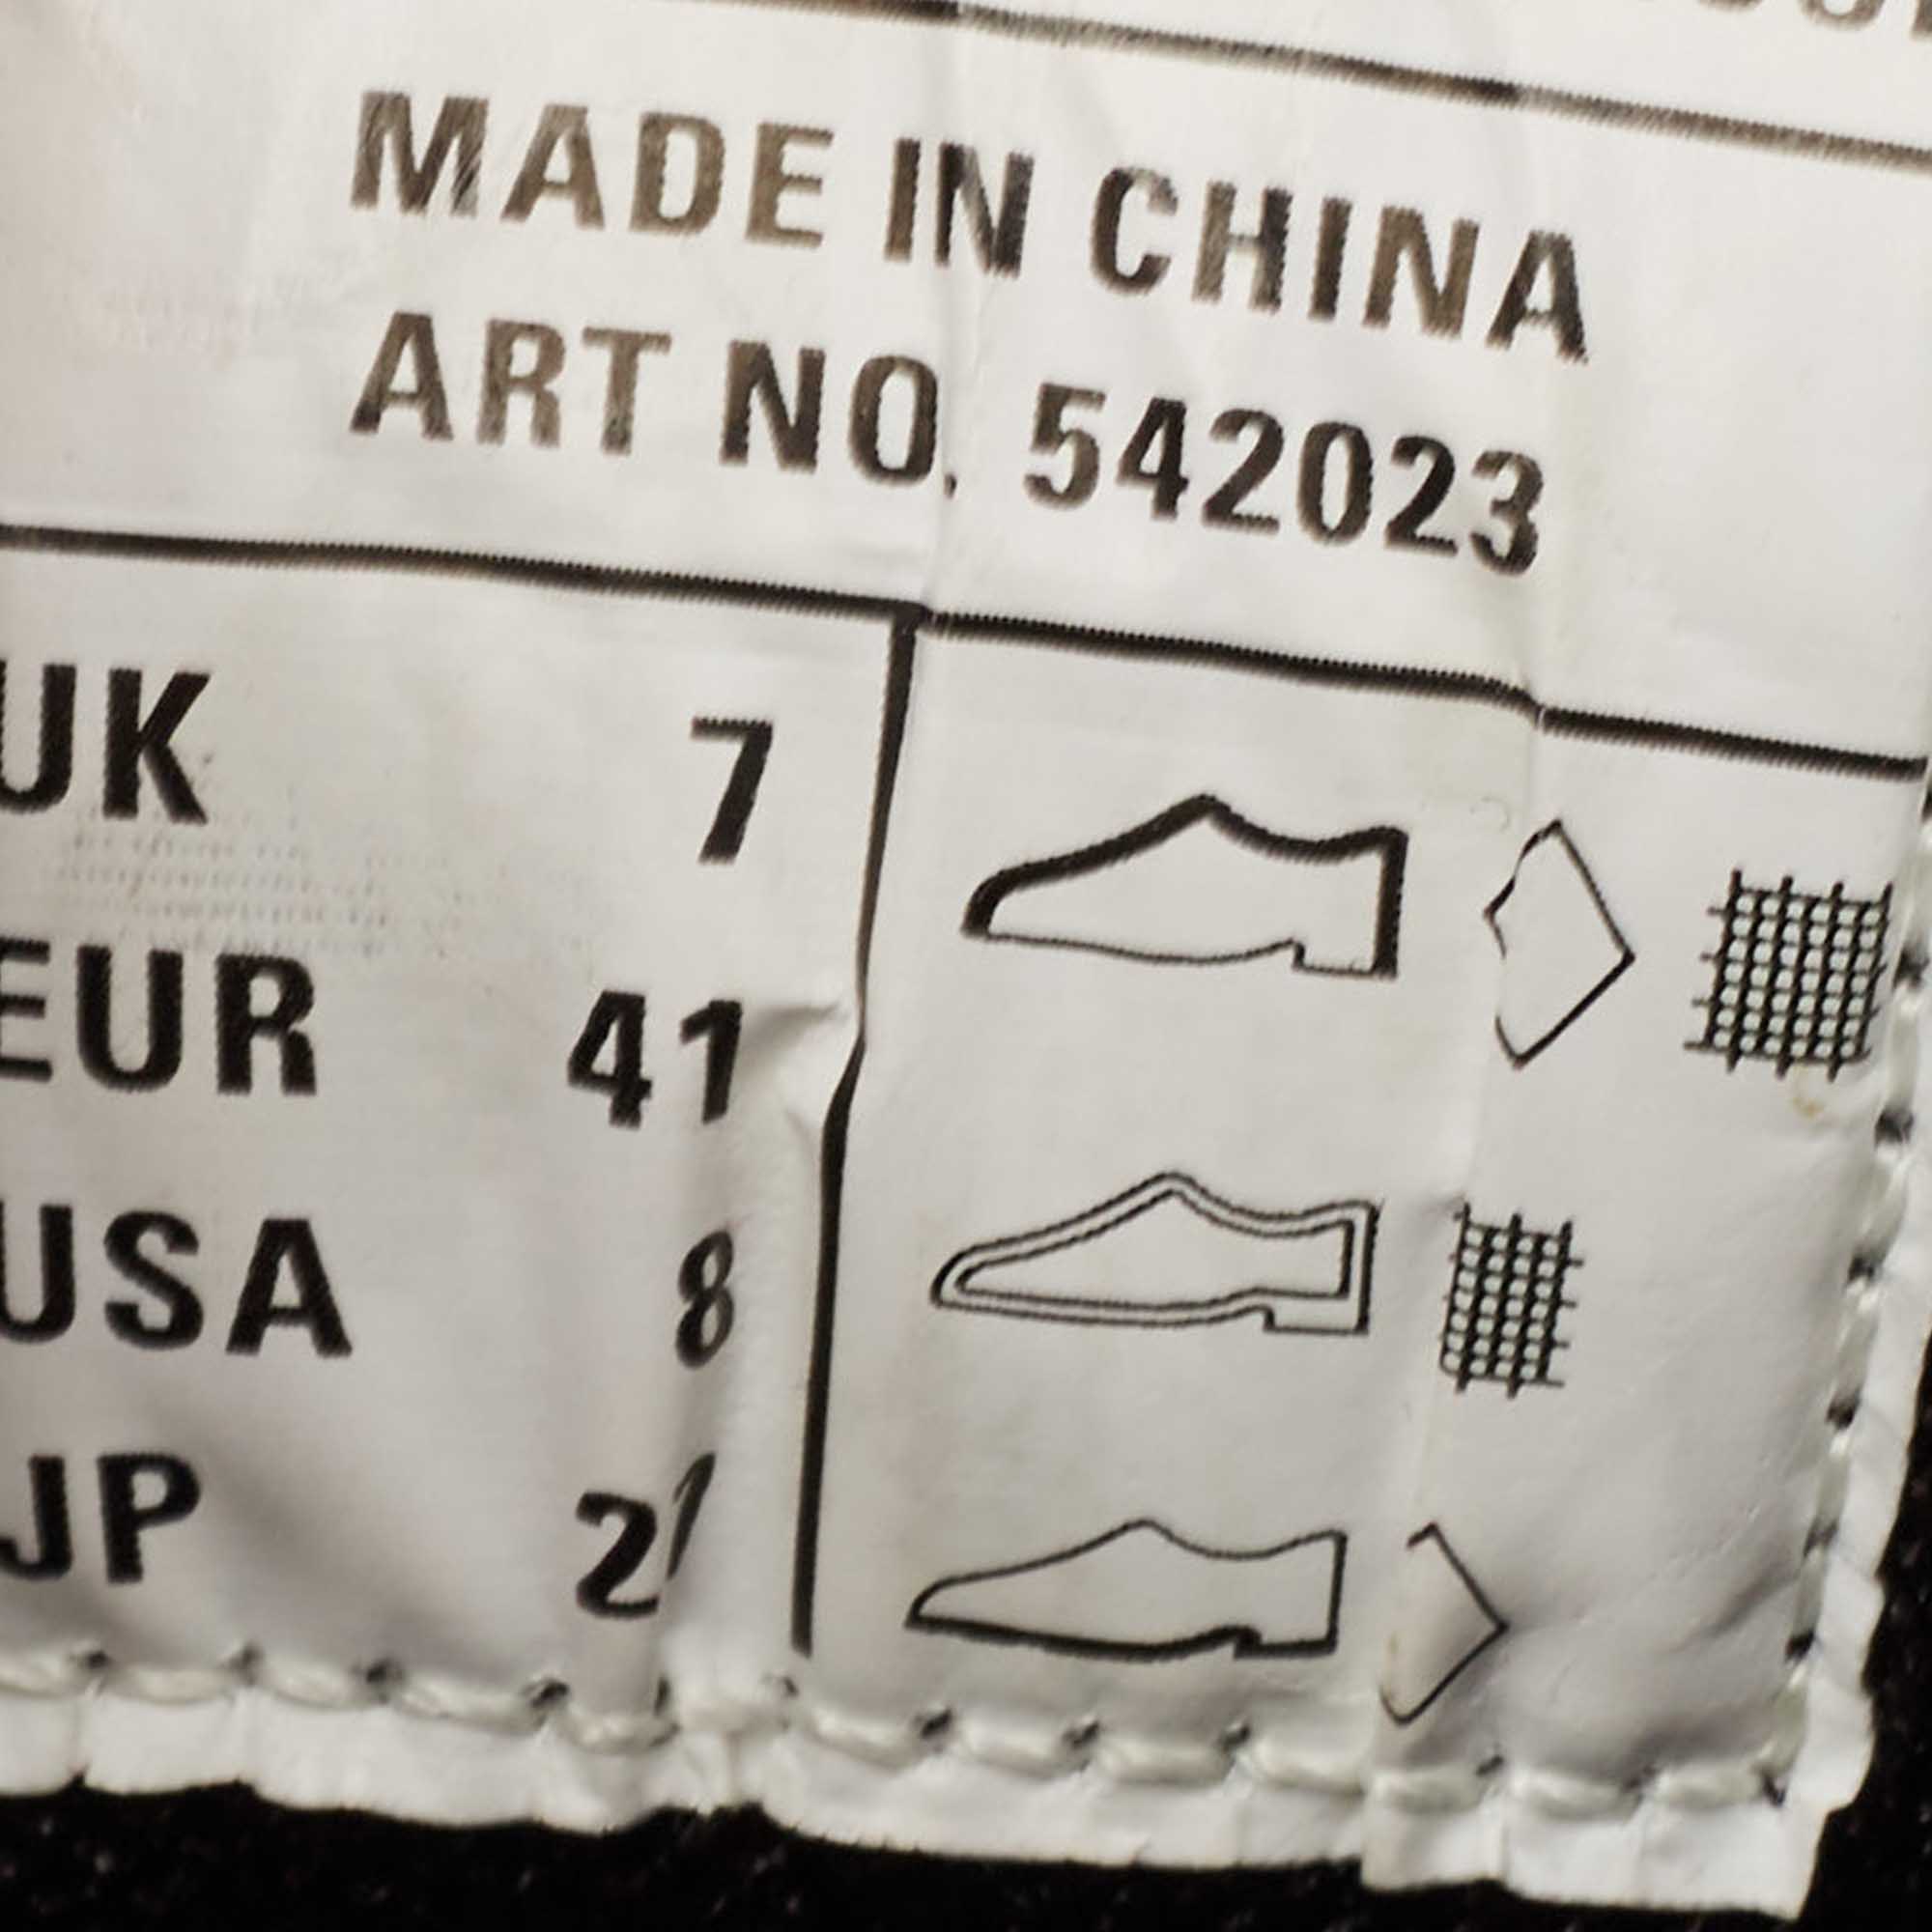 MADE IN CHINA
ART NO. 542023
UK 7
EUR 41
USA 8
JP